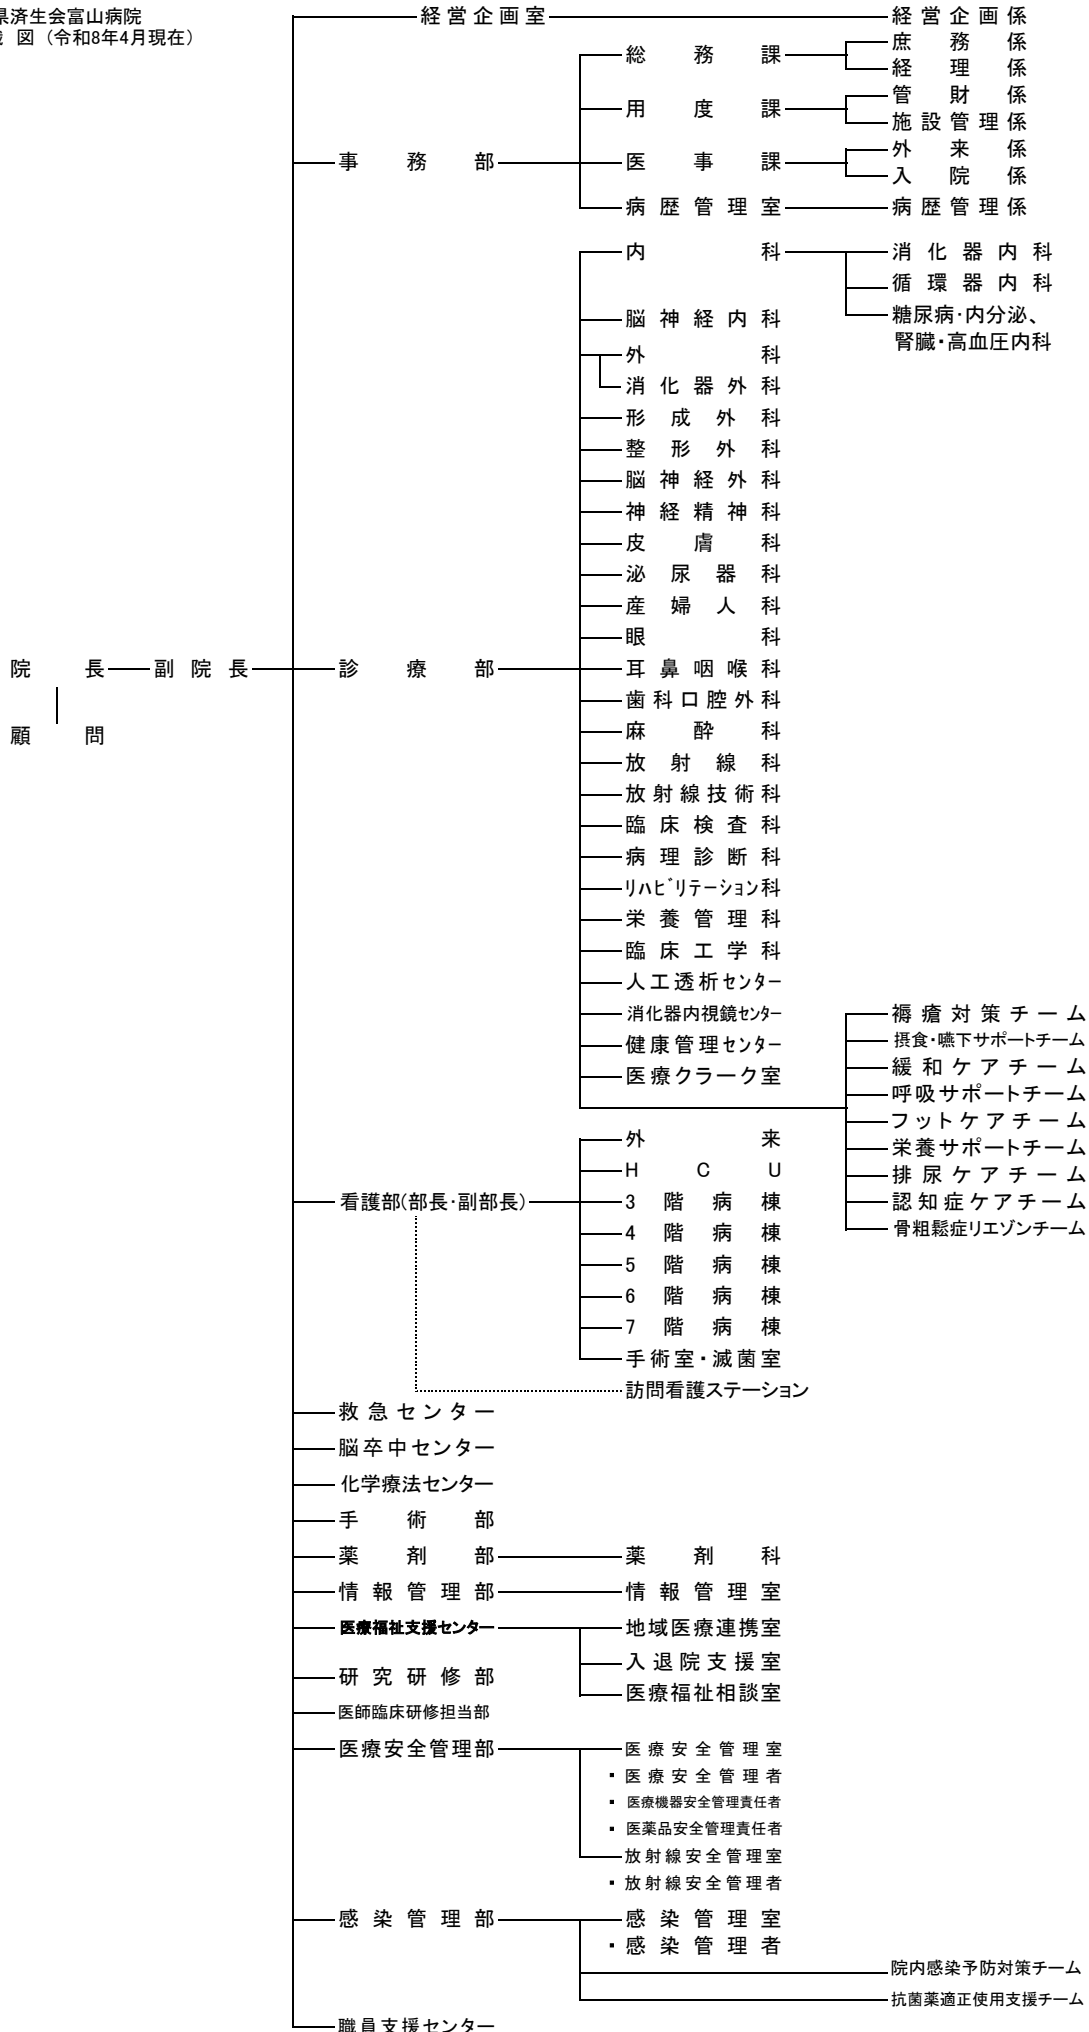 県済生会富山病院
図（令和8年4月現在）
経営企画室 経営企画係
総務課 庶務係
経理係
用度課 管財係
施設管理係
事務部 医事課 外来係
入院係
病歴管理室 病歴管理係
内科 消化器内科
循環器内科
糖尿病･内分泌、
腎臓・高血圧内科
脳神経内科
外科
消化器外科
形成外科
整形外科
脳神経外科
神経精神科
皮膚科
泌尿器科
産婦人科
眼科
院長 副院長 診療部 耳鼻咽喉科
歯科口腔外科
顧問
麻酔科
放射線科
放射線技術科
臨床検査科
病理診断科
ﾘﾊﾋﾞﾘﾃｰｼｮﾝ科
栄養管理科
臨床工学科
人工透析ｾﾝﾀｰ
消化器内視鏡ｾﾝﾀｰ
健康管理ｾﾝﾀｰ
医療クラーク室
褥瘡対策チーム
摂食･嚥下サポートチーム
緩和ケアチーム
呼吸サポートチーム
フットケアチーム
栄養サポートチーム
排尿ケアチーム
認知症ケアチーム
骨粗鬆症リエゾンチーム
看護部(部長･副部長)
外来
HCU
3階病棟
4階病棟
5階病棟
6階病棟
7階病棟
手術室・滅菌室
訪問看護ステーション
救急センター
脳卒中センター
化学療法センター
手術部
薬剤部 薬剤科
情報管理部 情報管理室
医療福祉支援センター 地域医療連携室
入退院支援室
医療福祉相談室
研究研修部
医師臨床研修担当部
医療安全管理部 医療安全管理室
・医療安全管理者
・医療機器安全管理責任者
・医薬品安全管理責任者
放射線安全管理室
・放射線安全管理者
感染管理部 感染管理室
・感染管理者
院内感染予防対策チーム
抗菌薬適正使用支援チーム
職員支援センター